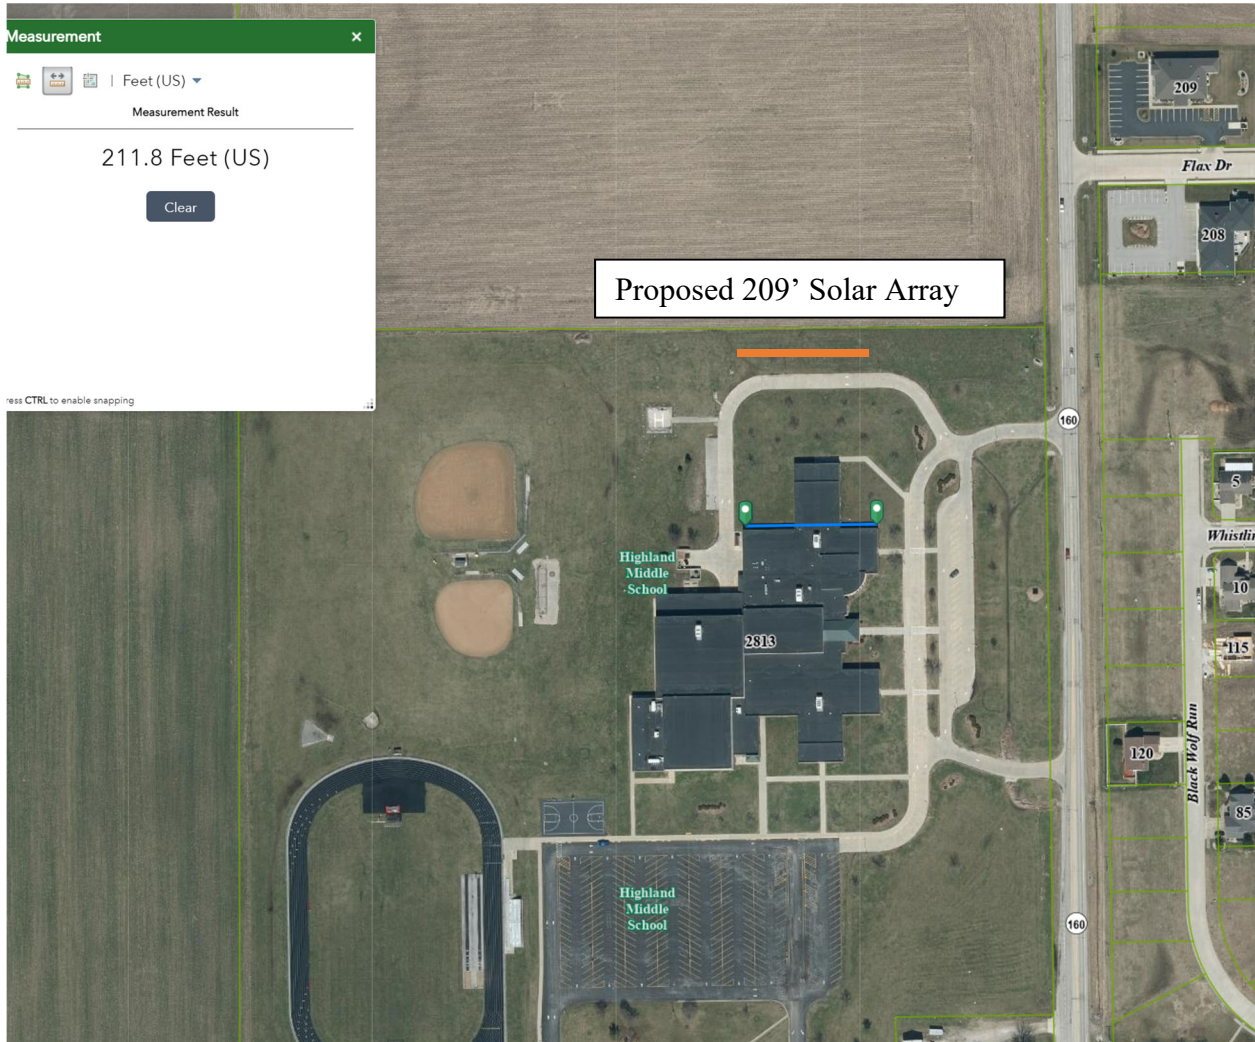 Measurement
Feet (US)
Measurement Result
211.8 Feet (US)
Clear
CTRL to enable snapping
Proposed 209’ Solar Array
209
Flax Dr
208
160
5
Highland
Middle
School
10
2813
115
120
Black Wolf Run
85
Highland
Middle
School
160